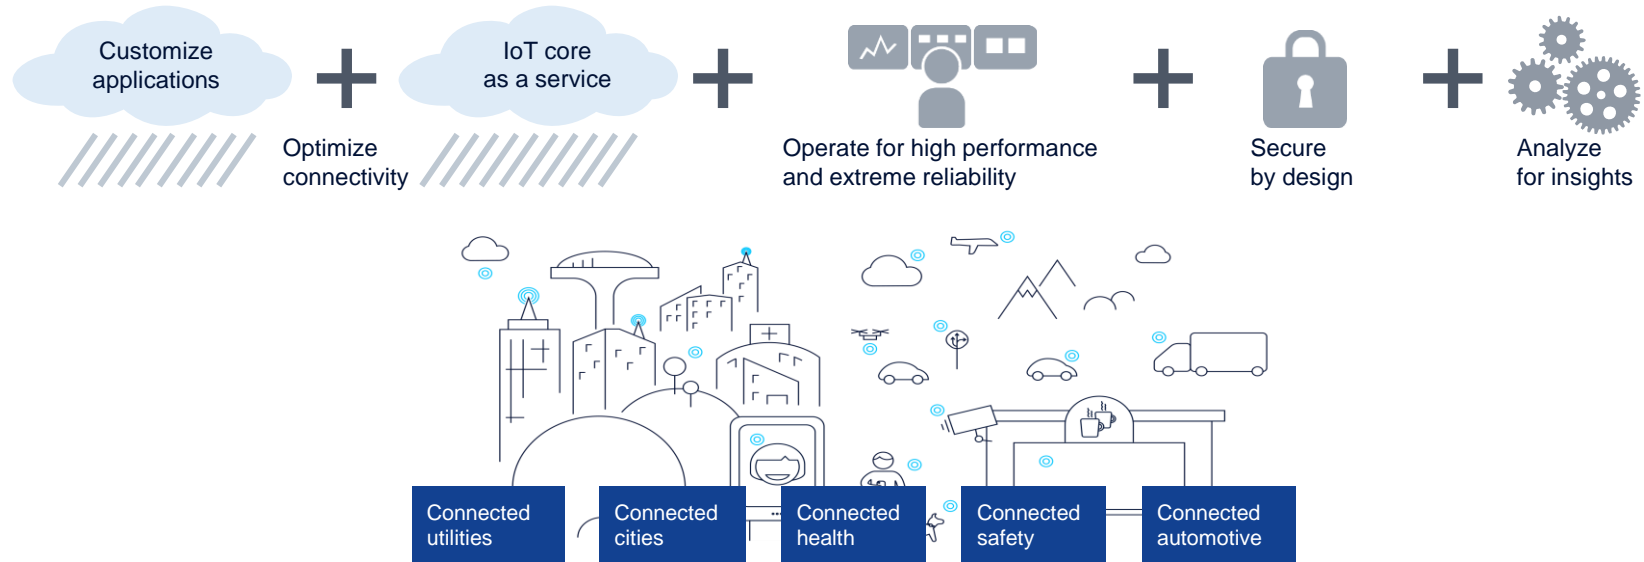 Customize
applications
Optimize
connectivity
IoT core
as a service
Operate for high performance
and extreme reliability
Secure
by design
Analyze
for insights
Connected
utilities
Connected
cities
Connected
health
Connected
safety
Connected
automotive